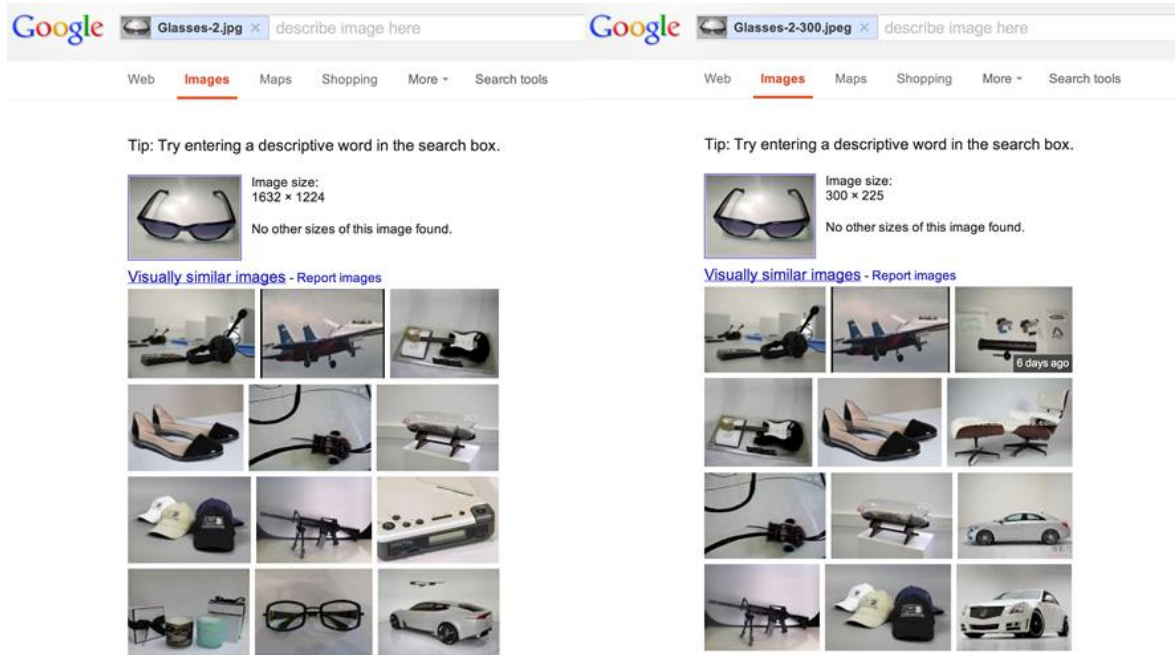 Google Glasses-2.jpg × describe image here
Web Images Maps Shopping More Search tools
Tip: Try entering a descriptive word in the search box.
Image size:
1632 × 1224
No other sizes of this image found.
Visually similar images - Report images
Google Glasses-2-300.jpeg × describe image here
Web Images Maps Shopping More Search tools
Tip: Try entering a descriptive word in the search box.
Image size:
300 × 225
No other sizes of this image found.
Visually similar images - Report images
6 days ago